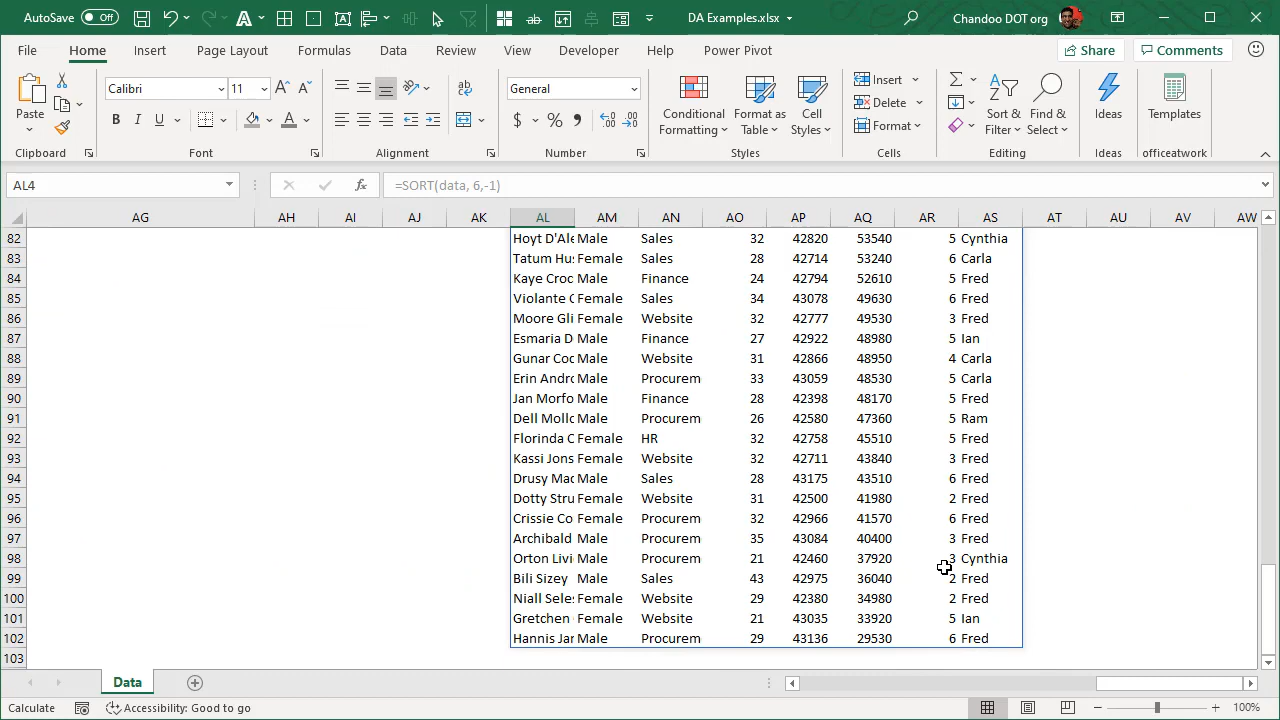 AutoSave Off DA Examples.xlsx Chandoo DOT org
File Home Insert Page Layout Formulas Data Review View Developer Help Power Pivot Share Comments
Paste Calibri 11 General Conditional Formatting Format as Table Cell Styles Insert Delete Format Sort & Filter Find & Select Ideas Templates
Clipboard Font Alignment Number Styles Cells Editing Ideas officeatwork
AL4 =SORT(data, 6,-1)
AG AH AI AJ AK AL AM AN AO AP AQ AR AS AT AU AV AW
82 Hoyt D'Ale Male Sales 32 42820 53540 5 Cynthia
83 Tatum Hus Female Sales 28 42714 53240 6 Carla
84 Kaye Croc Male Finance 24 42794 52610 5 Fred
85 Violante C Female Sales 34 43078 49630 6 Fred
86 Moore Gli Female Website 32 42777 49530 3 Fred
87 Esmaria D Male Finance 27 42922 48980 5 Ian
88 Gunar Coc Male Website 31 42866 48950 4 Carla
89 Erin Andro Male Procurem 33 43059 48530 5 Carla
90 Jan Morfo Male Finance 28 42398 48170 5 Fred
91 Dell Mollo Male Procurem 26 42580 47360 5 Ram
92 Florinda C Female HR 32 42758 45510 5 Fred
93 Kassi Jons Female Website 32 42711 43840 3 Fred
94 Drusy Mac Male Sales 28 43175 43510 6 Fred
95 Dotty Stru Female Website 31 42500 41980 2 Fred
96 Crissie Co Female Procurem 32 42966 41570 6 Fred
97 Archibald Male Procurem 35 43084 40400 3 Fred
98 Orton Livi Male Procurem 21 42460 37920 3 Cynthia
99 Bili Sizey Male Sales 43 42975 36040 2 Fred
100 Niall Seles Female Website 29 42380 34980 2 Fred
101 Gretchen Female Website 21 43035 33920 5 Ian
102 Hannis Jar Male Procurem 29 43136 29530 6 Fred
103
Data
Calculate Accessibility: Good to go 100%